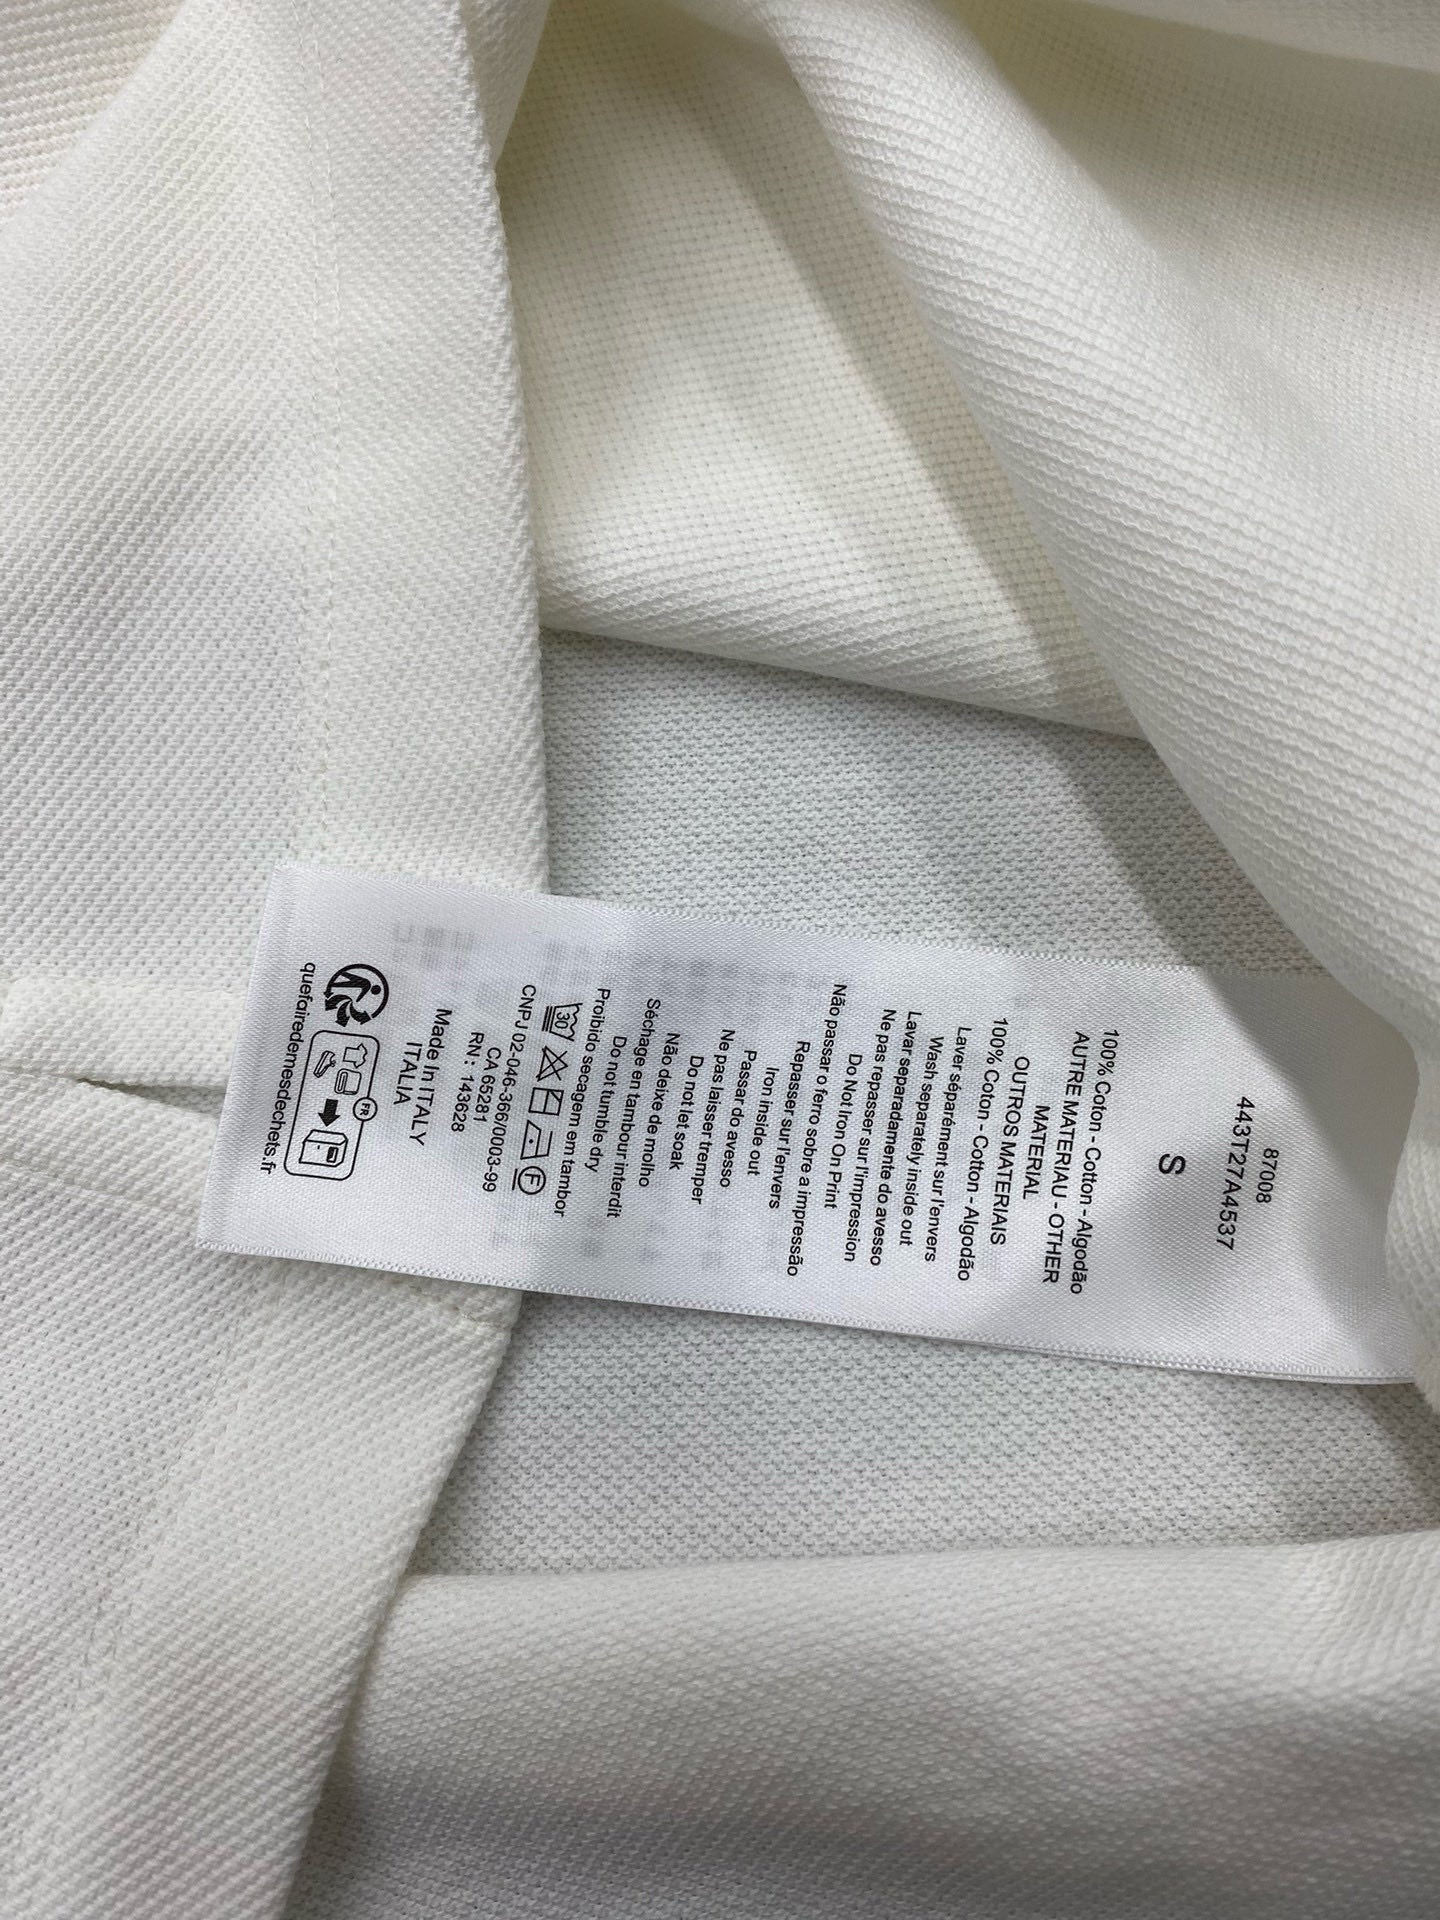 87008
443T27A4537
S
100% Coton - Cotton - Algodão
AUTRE MATERIAU - OTHER
MATERIAL
OUTROS MATERIAIS
100% Coton - Cotton - Algodão
Laver séparément sur l'envers
Wash separately inside out
Lavar separadamente do avesso
Ne pas repasser sur l'impression
Do Not Iron On Print
Não passar o ferro sobre a impressão
Repasser sur l'envers
Iron inside out
Passar do avesso
Ne pas laisser tremper
Do not let soak
Não deixe de molho
Séchage en tambour interdit
Do not tumble dry
Proibido secagem em tambor
30 F
CNPJ 02-046-366/0003-99
CA 65281
RN : 143628
Made In ITALY
ITALIA
FR
quefairedemesdechets.fr